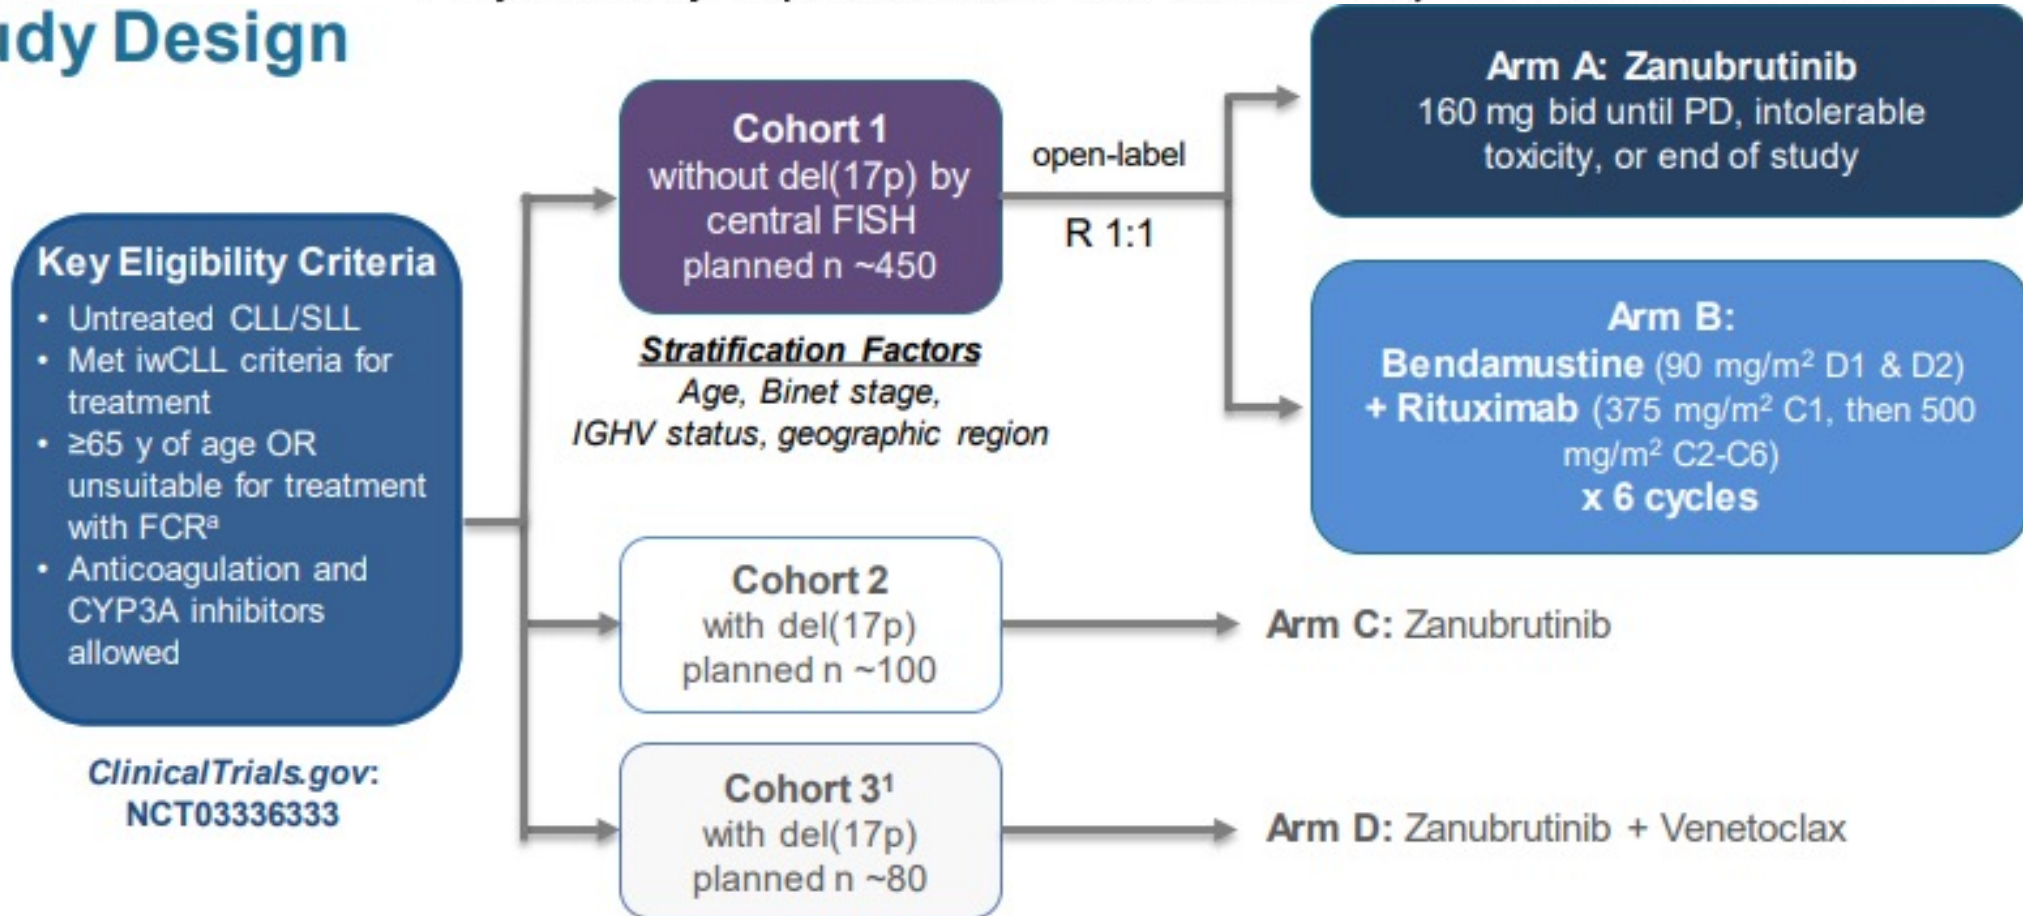 Study Design
Key Eligibility Criteria
• Untreated CLL/SLL
• Met iwCLL criteria for
treatment
• ≥65 y of age OR
unsuitable for treatment
with FCRª
• Anticoagulation and
CYP3A inhibitors
allowed
ClinicalTrials.gov:
NCT03336333
Cohort 1
without del(17p) by
central FISH
planned n ~450
Stratification Factors
Age, Binet stage,
IGHV status, geographic region
open-label
R 1:1
Arm A: Zanubrutinib
160 mg bid until PD, intolerable
toxicity, or end of study
Arm B:
Bendamustine (90 mg/m² D1 & D2)
+ Rituximab (375 mg/m² C1, then 500
mg/m² C2-C6)
x 6 cycles
Cohort 2
with del(17p)
planned n ~100
Arm C: Zanubrutinib
Cohort 3¹
with del(17p)
planned n ~80
Arm D: Zanubrutinib + Venetoclax